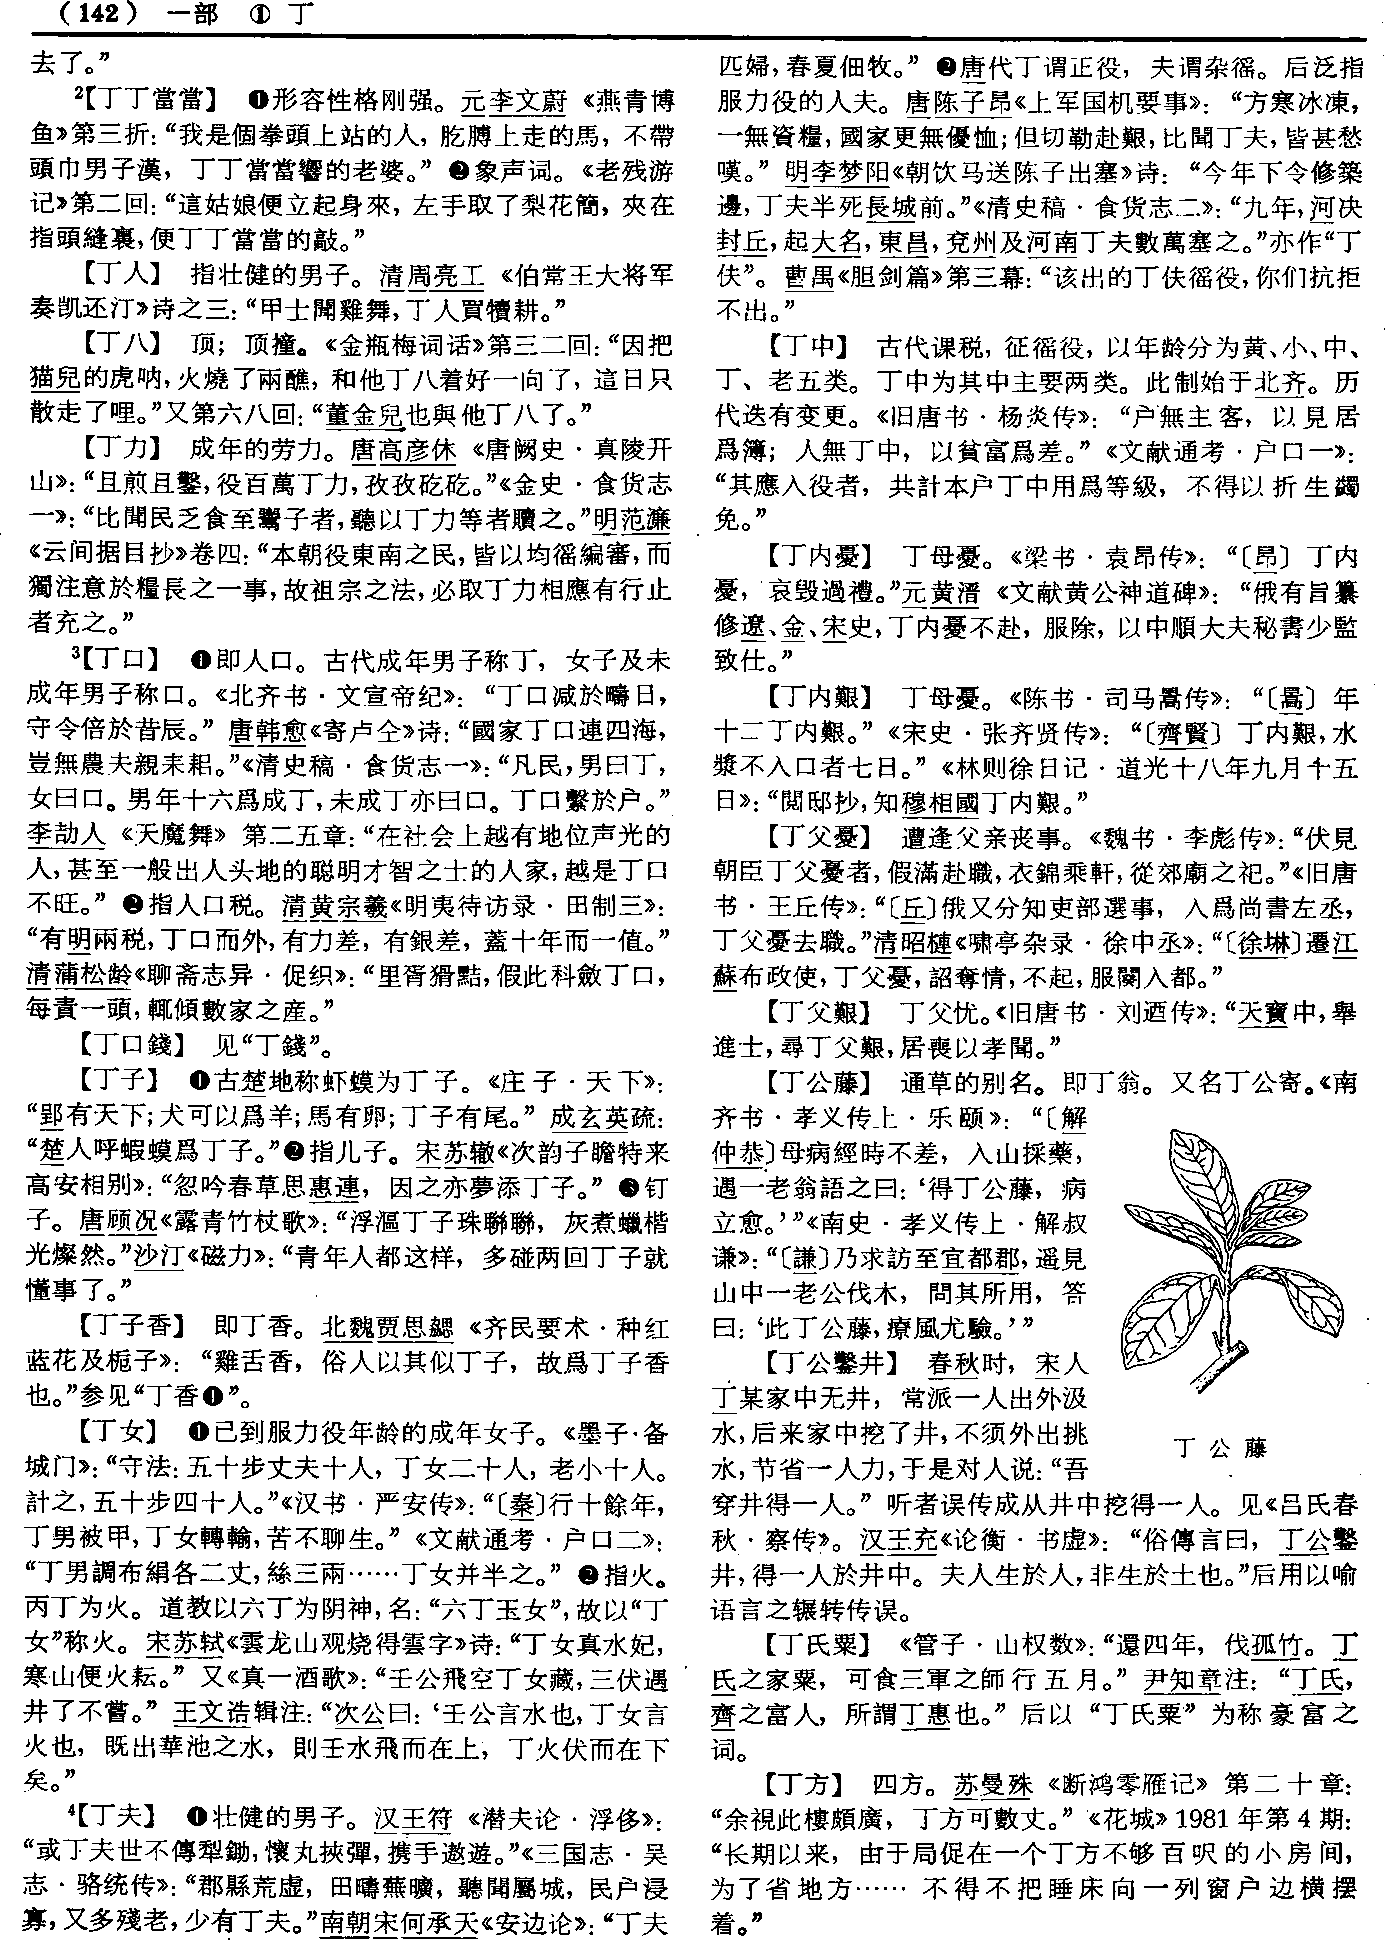 （142） 一部 ① 丁
去了。”
²【丁丁當當】 ❶形容性格刚强。元李文蔚《燕青博
鱼》第三折：“我是個拳頭上站的人，肐膊上走的馬，不帶
頭巾男子漢，丁丁當當響的老婆。” ❷象声词。《老残游
记》第二回：“這姑娘便立起身來，左手取了梨花簡，夾在
指頭縫裏，便丁丁當當的敲。”
【丁人】 指壮健的男子。清周亮工《伯常王大将军
奏凯还汀》诗之三：“甲士聞雞舞，丁人買犢耕。”
【丁八】 顶；顶撞。《金瓶梅词话》第三二回：“因把
猫兒的虎呐，火燒了兩醮，和他丁八着好一向了，這日只
散走了哩。”又第六八回：“董金兒也與他丁八了。”
【丁力】 成年的劳力。唐高彦休《唐阙史·真陵开
山》：“且煎且鑿，役百萬丁力，孜孜矻矻。”《金史·食货志
一》：“比聞民乏食至鬻子者，聽以丁力等者贖之。”明范濂
《云间据目抄》卷四：“本朝役東南之民，皆以均徭編審，而
獨注意於糧長之一事，故祖宗之法，必取丁力相應有行止
者充之。”
³【丁口】 ❶即人口。古代成年男子称丁，女子及未
成年男子称口。《北齐书·文宣帝纪》：“丁口减於疇日，
守令倍於昔辰。” 唐韩愈《寄卢仝》诗：“國家丁口連四海，
豈無農夫親耒耜。”《清史稿·食货志一》：“凡民，男曰丁，
女曰口。男年十六爲成丁，未成丁亦曰口。丁口繫於户。”
李劼人《天魔舞》第二五章：“在社会上越有地位声光的
人，甚至一般出人头地的聪明才智之士的人家，越是丁口
不旺。” ❷指人口税。清黄宗羲《明夷待访录·田制三》：
“有明兩税，丁口而外，有力差，有銀差，蓋十年而一值。”
清蒲松龄《聊斋志异·促织》：“里胥猾黠，假此科斂丁口，
每責一頭，輒傾數家之産。”
【丁口錢】 见“丁錢”。
【丁子】 ❶古楚地称虾蟆为丁子。《庄子·天下》：
“郢有天下；犬可以爲羊；馬有卵；丁子有尾。” 成玄英疏：
“楚人呼蝦蟆爲丁子。”❷指儿子。宋苏辙《次韵子瞻特来
高安相别》：“忽吟春草思惠連，因之亦夢添丁子。” ❸钉
子。唐顾况《露青竹杖歌》：“浮漚丁子珠聯聯，灰煮蠟楷
光燦然。”沙汀《磁力》：“青年人都这样，多碰两回丁子就
懂事了。”
【丁子香】 即丁香。北魏贾思勰《齐民要术·种红
蓝花及栀子》：“雞舌香，俗人以其似丁子，故爲丁子香
也。”参见“丁香❶”。
【丁女】 ❶已到服力役年龄的成年女子。《墨子·备
城门》：“守法：五十步丈夫十人，丁女二十人，老小十人。
計之，五十步四十人。”《汉书·严安传》：“〔秦〕行十餘年，
丁男被甲，丁女轉輸，苦不聊生。”《文献通考·户口二》：
“丁男調布絹各二丈，絲三兩……丁女并半之。” ❷指火。
丙丁为火。道教以六丁为阴神，名：“六丁玉女”，故以“丁
女”称火。宋苏轼《雲龙山观烧得雲字》诗：“丁女真水妃，
寒山便火耘。”又《真一酒歌》：“壬公飛空丁女藏，三伏遇
井了不嘗。”王文诰辑注：“次公曰：‘壬公言水也，丁女言
火也，既出華池之水，則壬水飛而在上，丁火伏而在下
矣。”
⁴【丁夫】 ❶壮健的男子。汉王符《潜夫论·浮侈》：
“或丁夫世不傳犁鋤，懷丸挾彈，携手遨遊。”《三国志·吴
志·骆统传》：“郡縣荒虚，田疇蕪曠，聽聞屬城，民户浸
寡，又多殘老，少有丁夫。”南朝宋何承天《安边论》：“丁夫
匹婦，春夏佃牧。” ❷唐代丁谓正役，夫谓杂徭。后泛指
服力役的人夫。唐陈子昂《上军国机要事》：“方寒冰凍，
一無資糧，國家更無優恤；但切勒赴艱，比聞丁夫，皆甚愁
嘆。”明李梦阳《朝饮马送陈子出塞》诗：“今年下令修築
邊，丁夫半死長城前。”《清史稿·食货志二》：“九年，河决
封丘，起大名，東昌，兗州及河南丁夫數萬塞之。”亦作“丁
伕”。曹禺《胆剑篇》第三幕：“该出的丁伕徭役，你们抗拒
不出。”
【丁中】 古代课税，征徭役，以年龄分为黄、小、中、
丁、老五类。丁中为其中主要两类。此制始于北齐。历
代迭有变更。《旧唐书·杨炎传》：“户無主客，以見居
爲簿；人無丁中，以貧富爲差。”《文献通考·户口一》：
“其應入役者，共計本户丁中用爲等級，不得以折生蠲
免。”
【丁内憂】 丁母憂。《梁书·袁昂传》：“〔昂〕丁内
憂，哀毁過禮。”元黄溍《文献黄公神道碑》：“俄有旨纂
修遼、金、宋史，丁内憂不赴，服除，以中順大夫秘書少監
致仕。”
【丁内艱】 丁母憂。《陈书·司马暠传》：“〔暠〕年
十二丁内艱。”《宋史·张齐贤传》：“〔齊賢〕丁内艱，水
漿不入口者七日。”《林则徐日记·道光十八年九月十五
日》：“閲邸抄，知穆相國丁内艱。”
【丁父憂】 遭逢父亲丧事。《魏书·李彪传》：“伏見
朝臣丁父憂者，假滿赴職，衣錦乘軒，從郊廟之祀。”《旧唐
书·王丘传》：“〔丘〕俄又分知吏部選事，入爲尚書左丞，
丁父憂去職。”清昭槤《啸亭杂录·徐中丞》：“〔徐琳〕遷江
蘇布政使，丁父憂，詔奪情，不起，服闋入都。”
【丁父艱】 丁父忧。《旧唐书·刘迺传》：“天寶中，舉
進士，尋丁父艱，居喪以孝聞。”
【丁公藤】 通草的别名。即丁翁。又名丁公寄。《南
齐书·孝义传上·乐颐》：“〔解
仲恭〕母病經時不差，入山採藥，
遇一老翁語之曰：‘得丁公藤，病
立愈。’”《南史·孝义传上·解叔
谦》：“〔謙〕乃求訪至宜都郡，遥見
山中一老公伐木，問其所用，答
曰：‘此丁公藤，療風尤驗。’”
【丁公鑿井】 春秋时，宋人
丁某家中无井，常派一人出外汲
水，后来家中挖了井，不须外出挑
水，节省一人力，于是对人说：“吾
丁公藤
穿井得一人。”听者误传成从井中挖得一人。见《吕氏春
秋·察传》。汉王充《论衡·书虚》：“俗傳言曰，丁公鑿
井，得一人於井中。夫人生於人，非生於土也。”后用以喻
语言之辗转传误。
【丁氏粟】 《管子·山权数》：“還四年，伐孤竹。丁
氏之家粟，可食三軍之師行五月。”尹知章注：“丁氏，
齊之富人，所謂丁惠也。”后以“丁氏粟”为称豪富之
词。
【丁方】 四方。苏曼殊《断鸿零雁记》第二十章：
“余視此樓頗廣，丁方可數丈。”《花城》1981年第4期：
“长期以来，由于局促在一个丁方不够百呎的小房间，
为了省地方……不得不把睡床向一列窗户边横摆
着。”